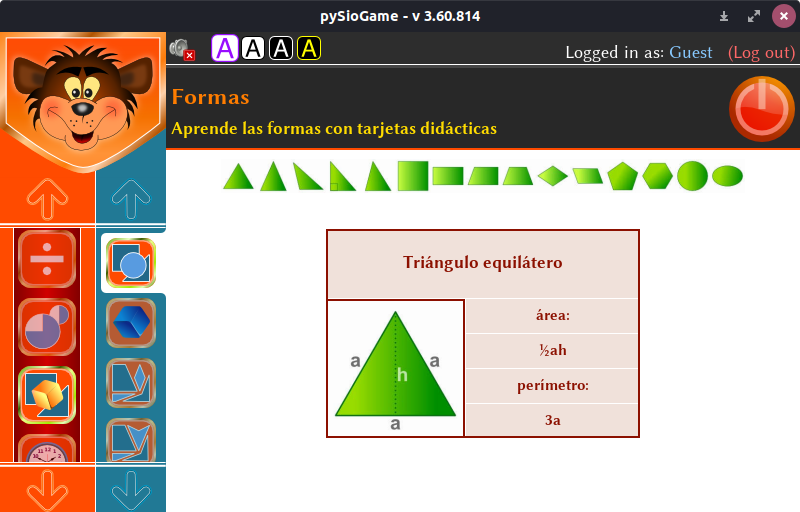 pySioGame - v 3.60.814
A A A A
Logged in as: Guest (Log out)
Formas
Aprende las formas con tarjetas didácticas
Triángulo equilátero
a a
h
a
área:
½ah
perímetro:
3a